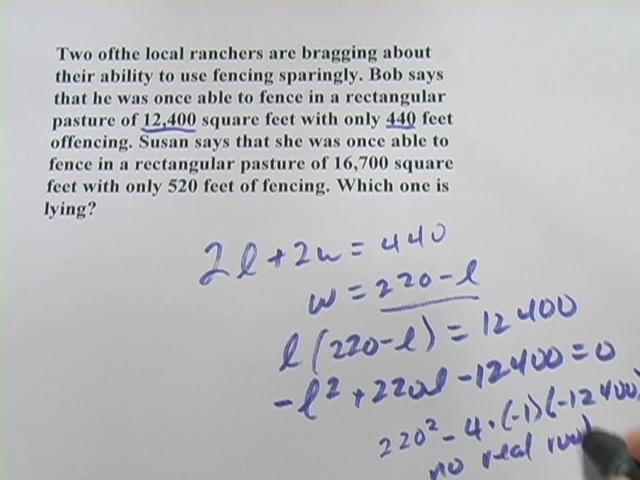 Two ofthe local ranchers are bragging about
their ability to use fencing sparingly. Bob says
that he was once able to fence in a rectangular
pasture of 12,400 square feet with only 440 feet
offencing. Susan says that she was once able to
fence in a rectangular pasture of 16,700 square
feet with only 520 feet of fencing. Which one is
lying?
2l + 2w = 440
w = 220 - l
l (220 - l) = 12400
-l² + 220l - 12400 = 0
220² - 4 · (-1)(-12400)
no real